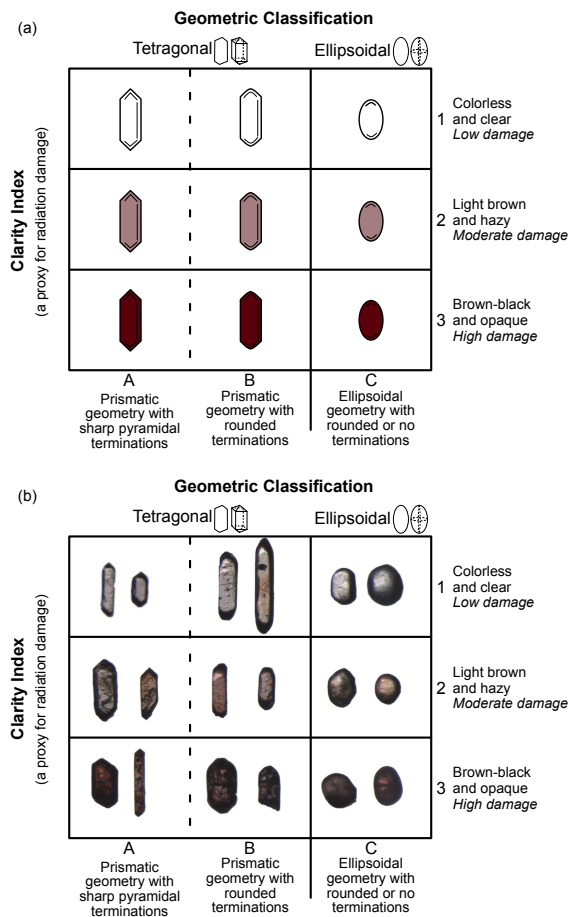 (a)
Geometric Classification
Tetragonal
Ellipsoidal
Clarity Index
(a proxy for radiation damage)
1
Colorless
and clear
Low damage
2
Light brown
and hazy
Moderate damage
3
Brown-black
and opaque
High damage
A
Prismatic
geometry with
sharp pyramidal
terminations
B
Prismatic
geometry with
rounded
terminations
C
Ellipsoidal
geometry with
rounded or no
terminations
(b)
Geometric Classification
Tetragonal
Ellipsoidal
Clarity Index
(a proxy for radiation damage)
1
Colorless
and clear
Low damage
2
Light brown
and hazy
Moderate damage
3
Brown-black
and opaque
High damage
A
Prismatic
geometry with
sharp pyramidal
terminations
B
Prismatic
geometry with
rounded
terminations
C
Ellipsoidal
geometry with
rounded or no
terminations